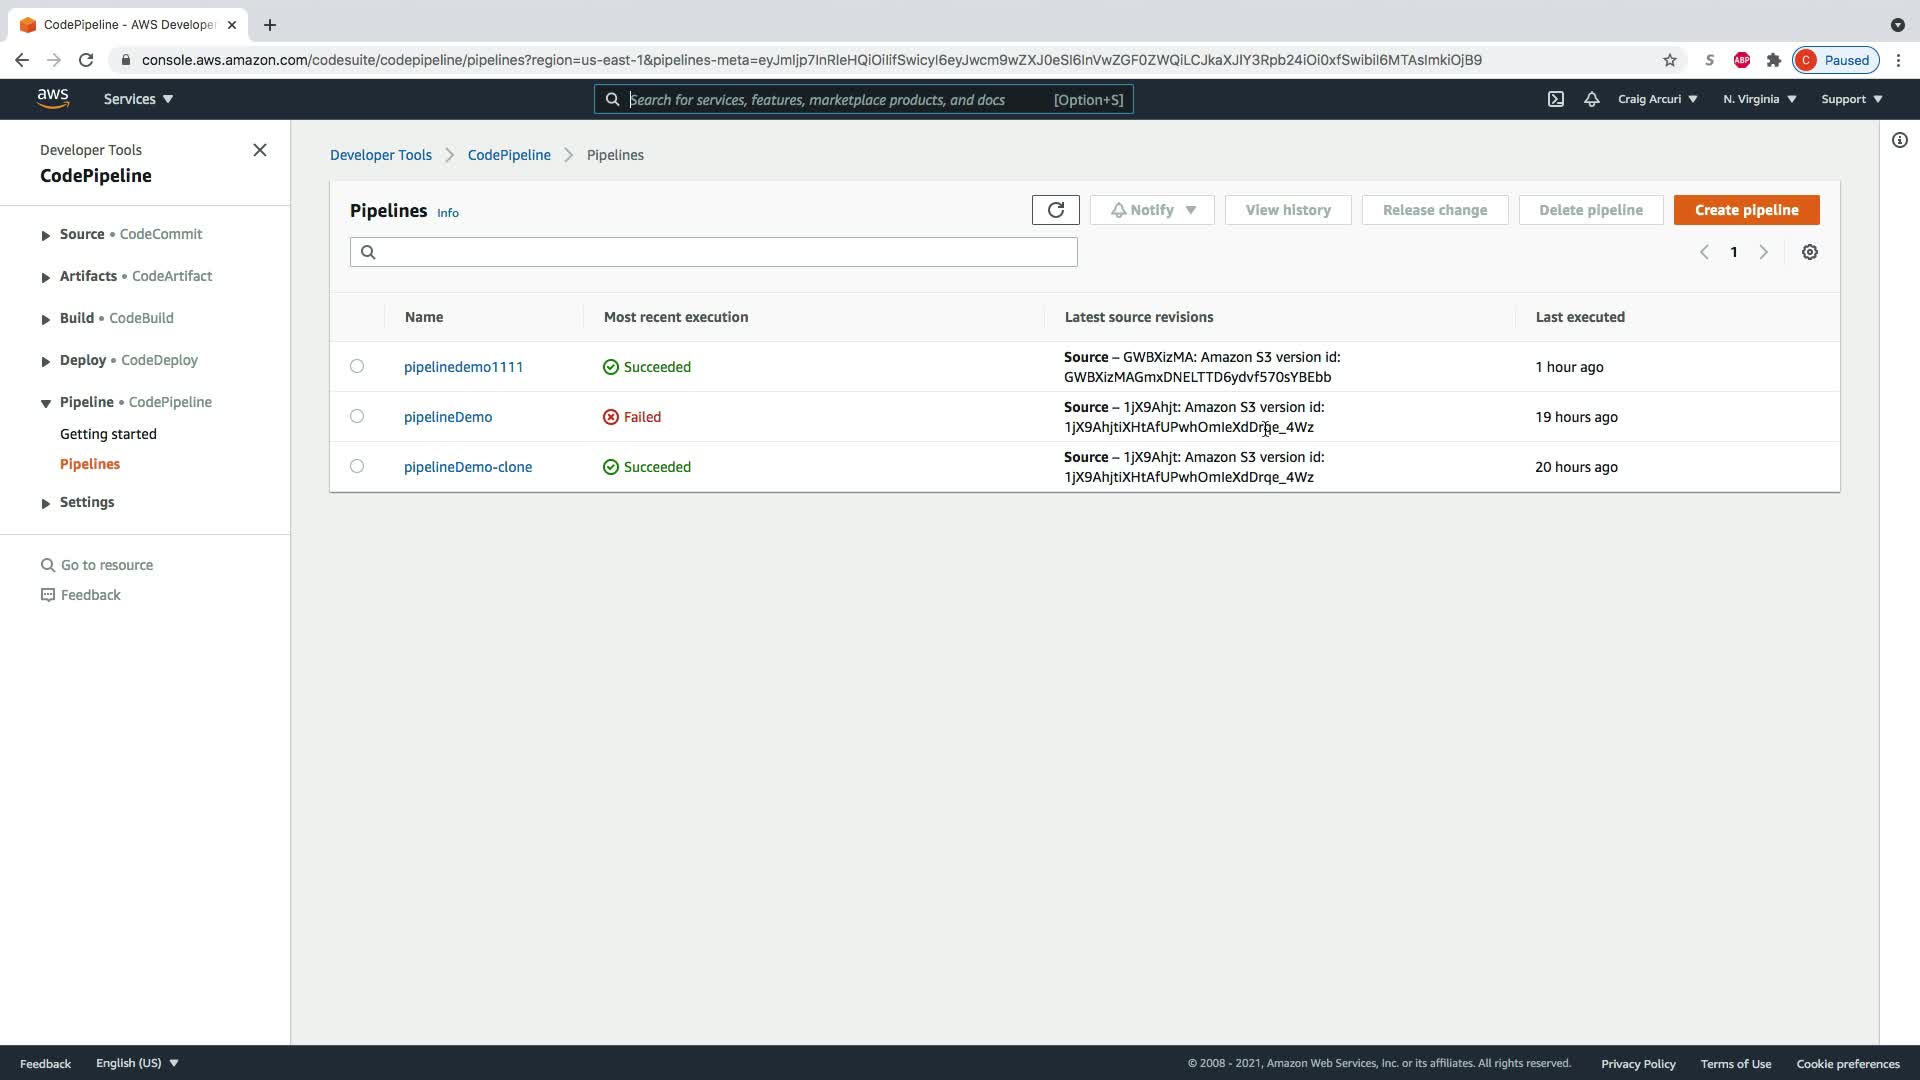 CodePipeline - AWS Develope
console.aws.amazon.com/codesuite/codepipeline/pipelines?region=us-east-1&pipelines-meta=eyJmIjp7InRleHQiOiIifSwicyI6eyJwcm9wZXJ0eSI6InVwZGF0ZWQiLCJkaXJlY3Rpb24iOi0xfSwibiI6MTAsImkiOjB9
S
ABP
C Paused
aws
Services
Search for services, features, marketplace products, and docs
[Option+S]
Craig Arcuri
N. Virginia
Support
Developer Tools
CodePipeline
Source • CodeCommit
Artifacts • CodeArtifact
Build • CodeBuild
Deploy • CodeDeploy
Pipeline • CodePipeline
Getting started
Pipelines
Settings
Go to resource
Feedback
Developer Tools
CodePipeline
Pipelines
Pipelines Info
Notify
View history
Release change
Delete pipeline
Create pipeline
1
Name
Most recent execution
Latest source revisions
Last executed
pipelinedemo1111
Succeeded
Source – GWBXizMA: Amazon S3 version id:
GWBXizMAGmxDNELTTD6ydvf570sYBEbb
1 hour ago
pipelineDemo
Failed
Source – 1jX9Ahjt: Amazon S3 version id:
1jX9AhjtiXHtAfUPwhOmIeXdDrqe_4Wz
19 hours ago
pipelineDemo-clone
Succeeded
Source – 1jX9Ahjt: Amazon S3 version id:
1jX9AhjtiXHtAfUPwhOmIeXdDrqe_4Wz
20 hours ago
Feedback
English (US)
© 2008 - 2021, Amazon Web Services, Inc. or its affiliates. All rights reserved.
Privacy Policy
Terms of Use
Cookie preferences